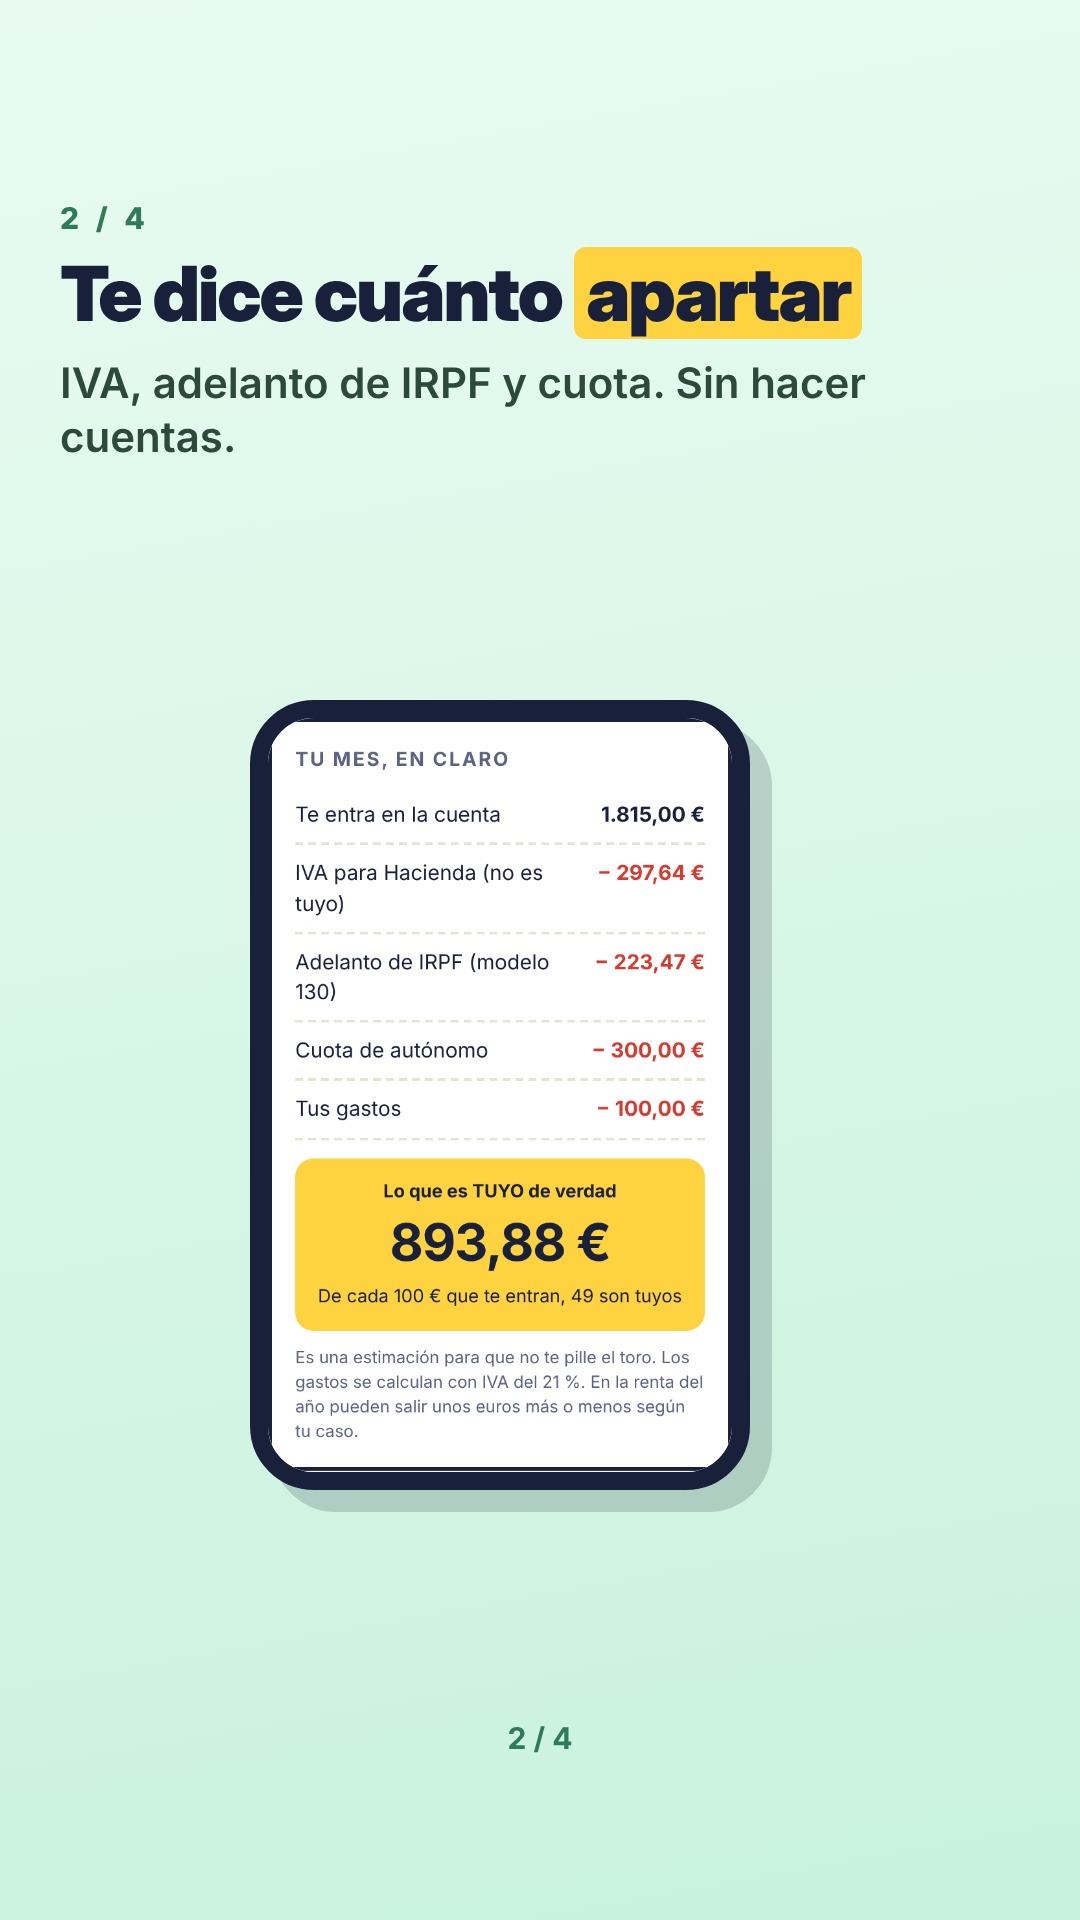 2 / 4
Te dice cuánto apartar
IVA, adelanto de IRPF y cuota. Sin hacer
cuentas.
TU MES, EN CLARO
Te entra en la cuenta 1.815,00 €
IVA para Hacienda (no es − 297,64 €
tuyo)
Adelanto de IRPF (modelo − 223,47 €
130)
Cuota de autónomo − 300,00 €
Tus gastos − 100,00 €
Lo que es TUYO de verdad
893,88 €
De cada 100 € que te entran, 49 son tuyos
Es una estimación para que no te pille el toro. Los
gastos se calculan con IVA del 21 %. En la renta del
año pueden salir unos euros más o menos según
tu caso.
2 / 4